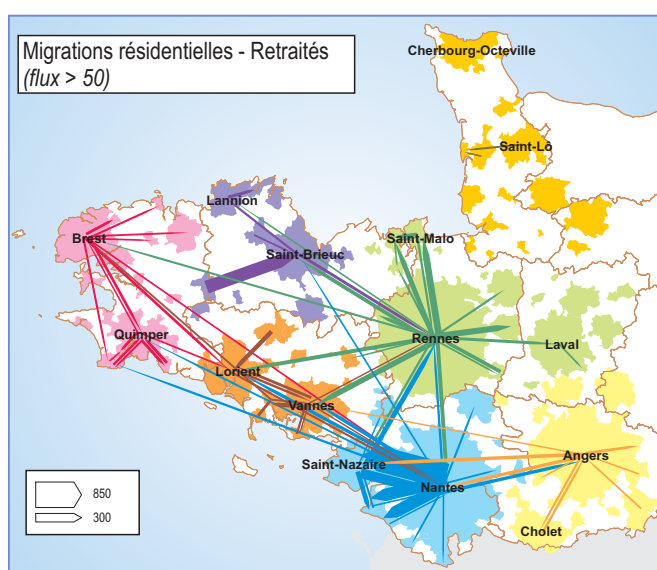 Migrations résidentielles - Retraités
(flux > 50)
Cherbourg-Octeville
Saint-Lô
Lannion
Brest
Saint-Brieuc
Saint-Malo
Quimper
Rennes
Laval
Lorient
Vannes
Saint-Nazaire
Angers
Nantes
Cholet
850
300